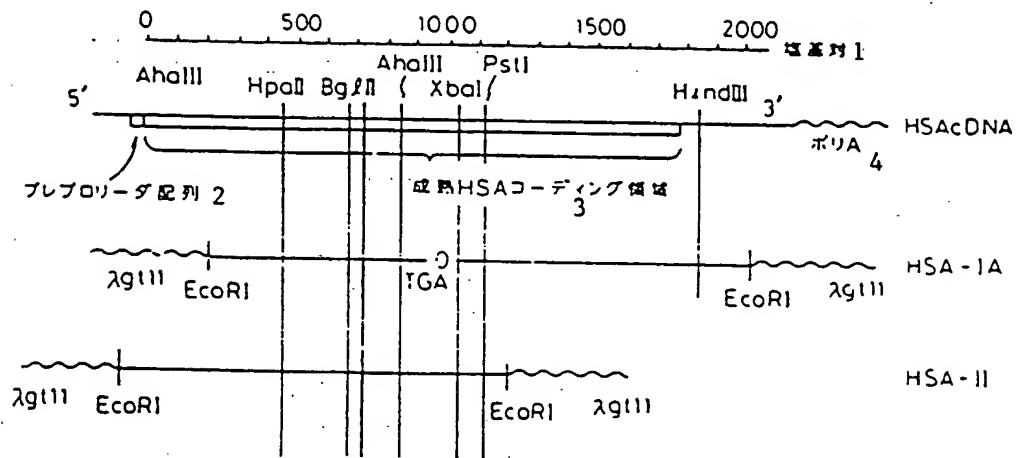 0 500 1000 1500 2000 塩基対 1
AhaIII HpaII BglII AhaIII XbaI PstI HindIII
5' 3' HSAcDNA
ポリA 4
プレプロリーダ配列 2 成熟HSAコーディング領域 3
λgt11 EcoRI TGA EcoRI λgt11 HSA-IA
λgt11 EcoRI EcoRI λgt11 HSA-II